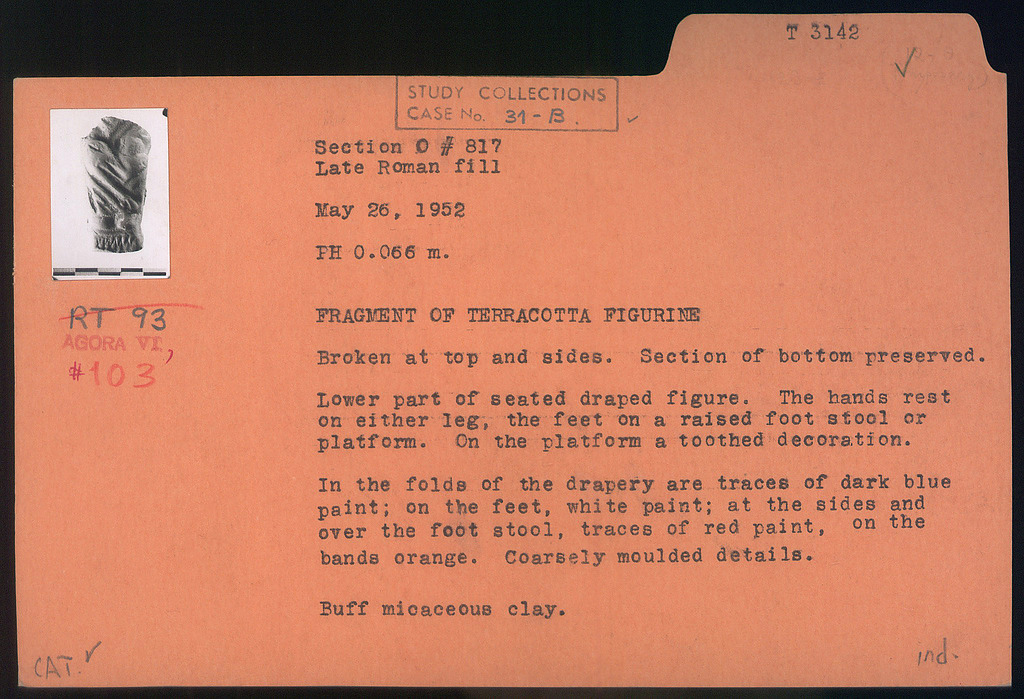 T 3142
STUDY COLLECTIONS
CASE No. 31-B.
Section O # 817
Late Roman fill
May 26, 1952
PH 0.066 m.
RT 93
AGORA VI,
#103
FRAGMENT OF TERRACOTTA FIGURINE
Broken at top and sides. Section of bottom preserved.
Lower part of seated draped figure. The hands rest
on either leg, the feet on a raised foot stool or
platform. On the platform a toothed decoration.
In the folds of the drapery are traces of dark blue
paint; on the feet, white paint; at the sides and
over the foot stool, traces of red paint, on the
bands orange. Coarsely moulded details.
Buff micaceous clay.
CAT.
ind.